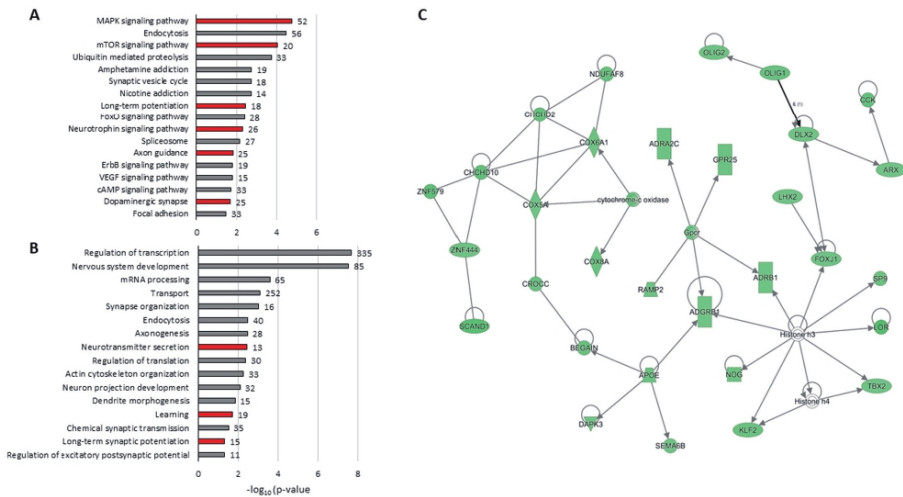 A
MAPK signaling pathway 52
Endocytosis 56
mTOR signaling pathway 20
Ubiquitin mediated proteolysis 33
Amphetamine addiction 19
Synaptic vesicle cycle 18
Nicotine addiction 14
Long-term potentiation 18
FoxO signaling pathway 28
Neurotrophin signaling pathway 26
Spliceosome 27
Axon guidance 25
ErbB signaling pathway 19
VEGF signaling pathway 15
cAMP signaling pathway 33
Dopaminergic synapse 25
Focal adhesion 33
0 2 4 6 8
B
Regulation of transcription 335
Nervous system development 85
mRNA processing 65
Transport 252
Synapse organization 16
Endocytosis 40
Axonogenesis 28
Neurotransmitter secretion 13
Regulation of translation 30
Actin cytoskeleton organization 33
Neuron projection development 32
Dendrite morphogenesis 15
Learning 19
Chemical synaptic transmission 35
Long-term synaptic potentiation 15
Regulation of excitatory postsynaptic potential 11
0 2 4 6 8
-log10 (p-value
C
OLIG2
OLIG1
NDUFAF8
CCK
CHCHD2
DLX2
COX6A1
ADRA2C
GPR25
ARX
CHCHD10
ZNF579
COX5A
cytochrome-c oxidase
LHX2
Gpcr
ZNF444
COX8A
FOXJ1
ADRB1
SP9
CROCC
RAMP2
ADGRB1
SCAND1
Histone h3
LOR
BEGAIN
APOE
NOG
TBX2
Histone h4
DAPK3
KLF2
SEMA6B